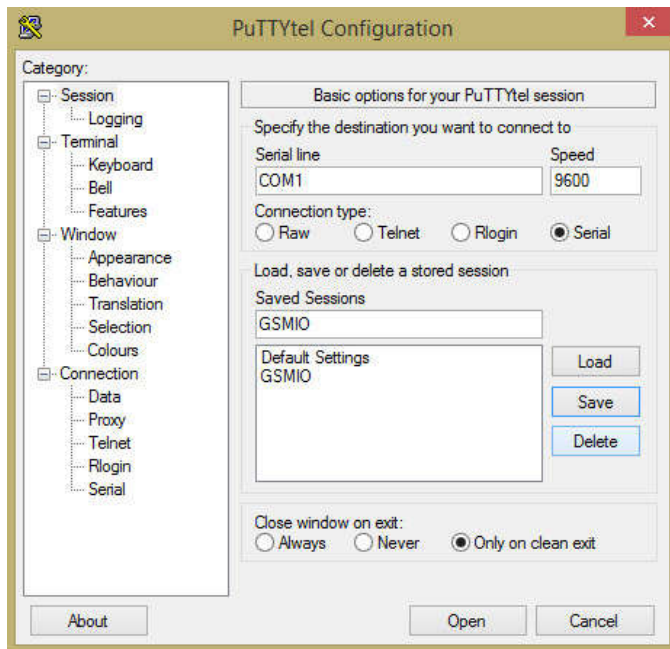 PuTTYtel Configuration
Category:
Session
Logging
Terminal
Keyboard
Bell
Features
Window
Appearance
Behaviour
Translation
Selection
Colours
Connection
Data
Proxy
Telnet
Rlogin
Serial
Basic options for your PuTTYtel session
Specify the destination you want to connect to
Serial line Speed
COM1 9600
Connection type:
Raw Telnet Rlogin Serial
Load, save or delete a stored session
Saved Sessions
GSMIO
Default Settings
GSMIO
Load
Save
Delete
Close window on exit:
Always Never Only on clean exit
About Open Cancel